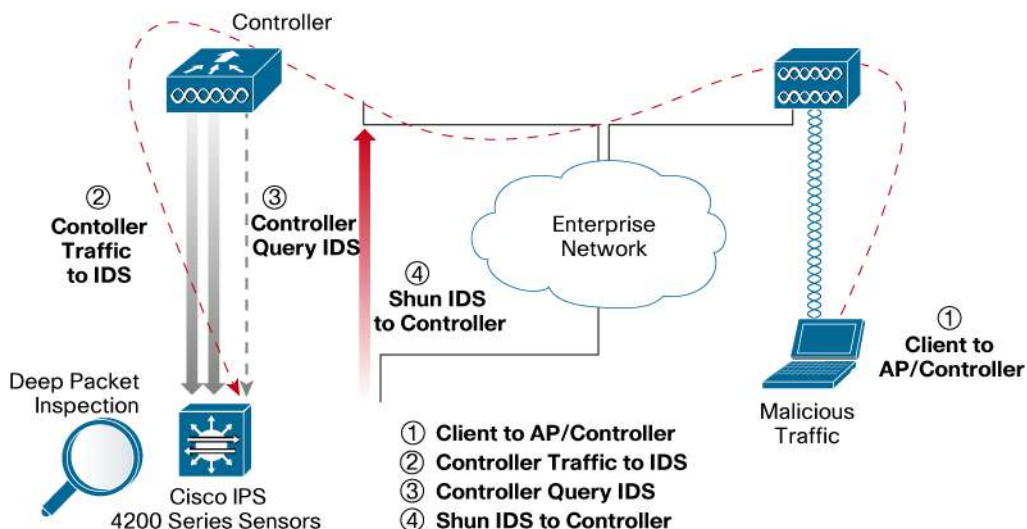 Controller
②
Contoller
Traffic
to IDS
③
Controller
Query IDS
④
Shun IDS
to Controller
Enterprise
Network
①
Client to
AP/Controller
Malicious
Traffic
Deep Packet
Inspection
Cisco IPS
4200 Series Sensors
① Client to AP/Controller
② Controller Traffic to IDS
③ Controller Query IDS
④ Shun IDS to Controller